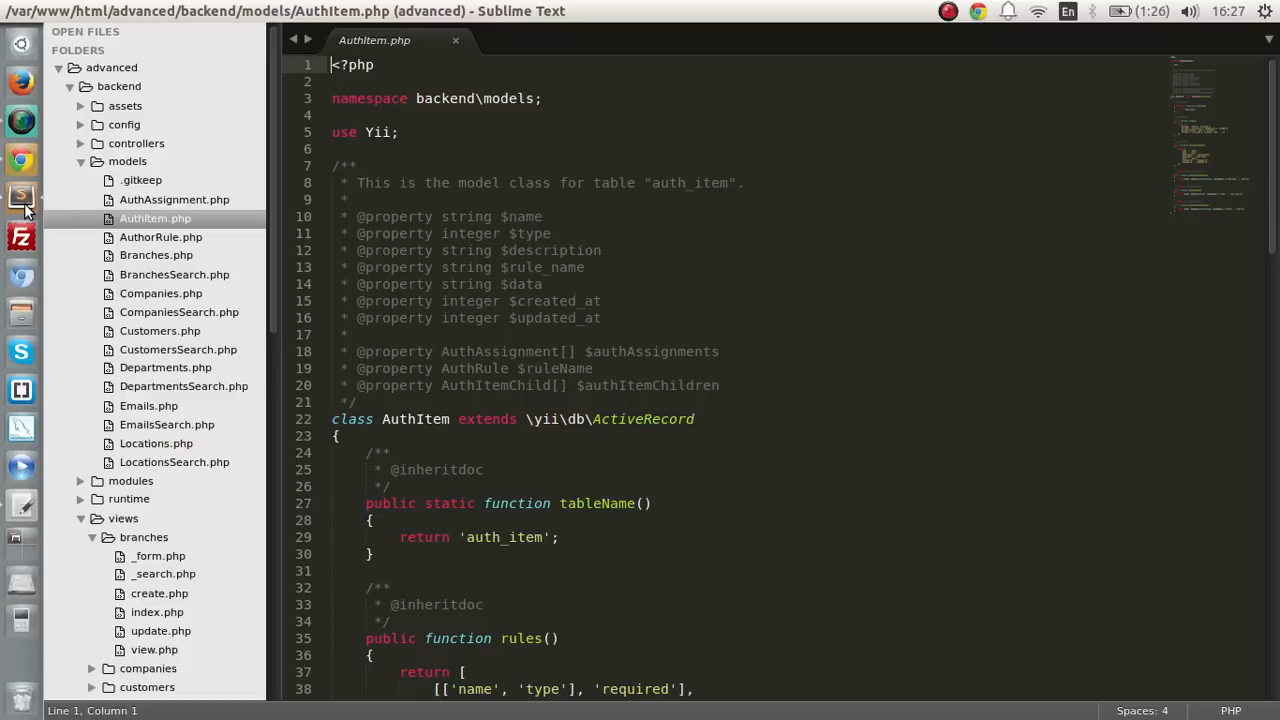 /var/www/html/advanced/backend/models/AuthItem.php (advanced) - Sublime Text
En
(1:26)
16:27
OPEN FILES
FOLDERS
advanced
backend
assets
config
controllers
models
.gitkeep
AuthAssignment.php
AuthItem.php
AuthorRule.php
Branches.php
BranchesSearch.php
Companies.php
CompaniesSearch.php
Customers.php
CustomersSearch.php
Departments.php
DepartmentsSearch.php
Emails.php
EmailsSearch.php
Locations.php
LocationsSearch.php
modules
runtime
views
branches
_form.php
_search.php
create.php
index.php
update.php
view.php
companies
customers
AuthItem.php
1 <?php
2
3 namespace backend\models;
4
5 use Yii;
6
7 /**
8 * This is the model class for table "auth_item".
9 *
10 * @property string $name
11 * @property integer $type
12 * @property string $description
13 * @property string $rule_name
14 * @property string $data
15 * @property integer $created_at
16 * @property integer $updated_at
17 *
18 * @property AuthAssignment[] $authAssignments
19 * @property AuthRule $ruleName
20 * @property AuthItemChild[] $authItemChildren
21 */
22 class AuthItem extends \yii\db\ActiveRecord
23 {
24 /**
25 * @inheritdoc
26 */
27 public static function tableName()
28 {
29 return 'auth_item';
30 }
31
32 /**
33 * @inheritdoc
34 */
35 public function rules()
36 {
37 return [
38 [['name', 'type'], 'required'],
Line 1, Column 1
Spaces: 4
PHP